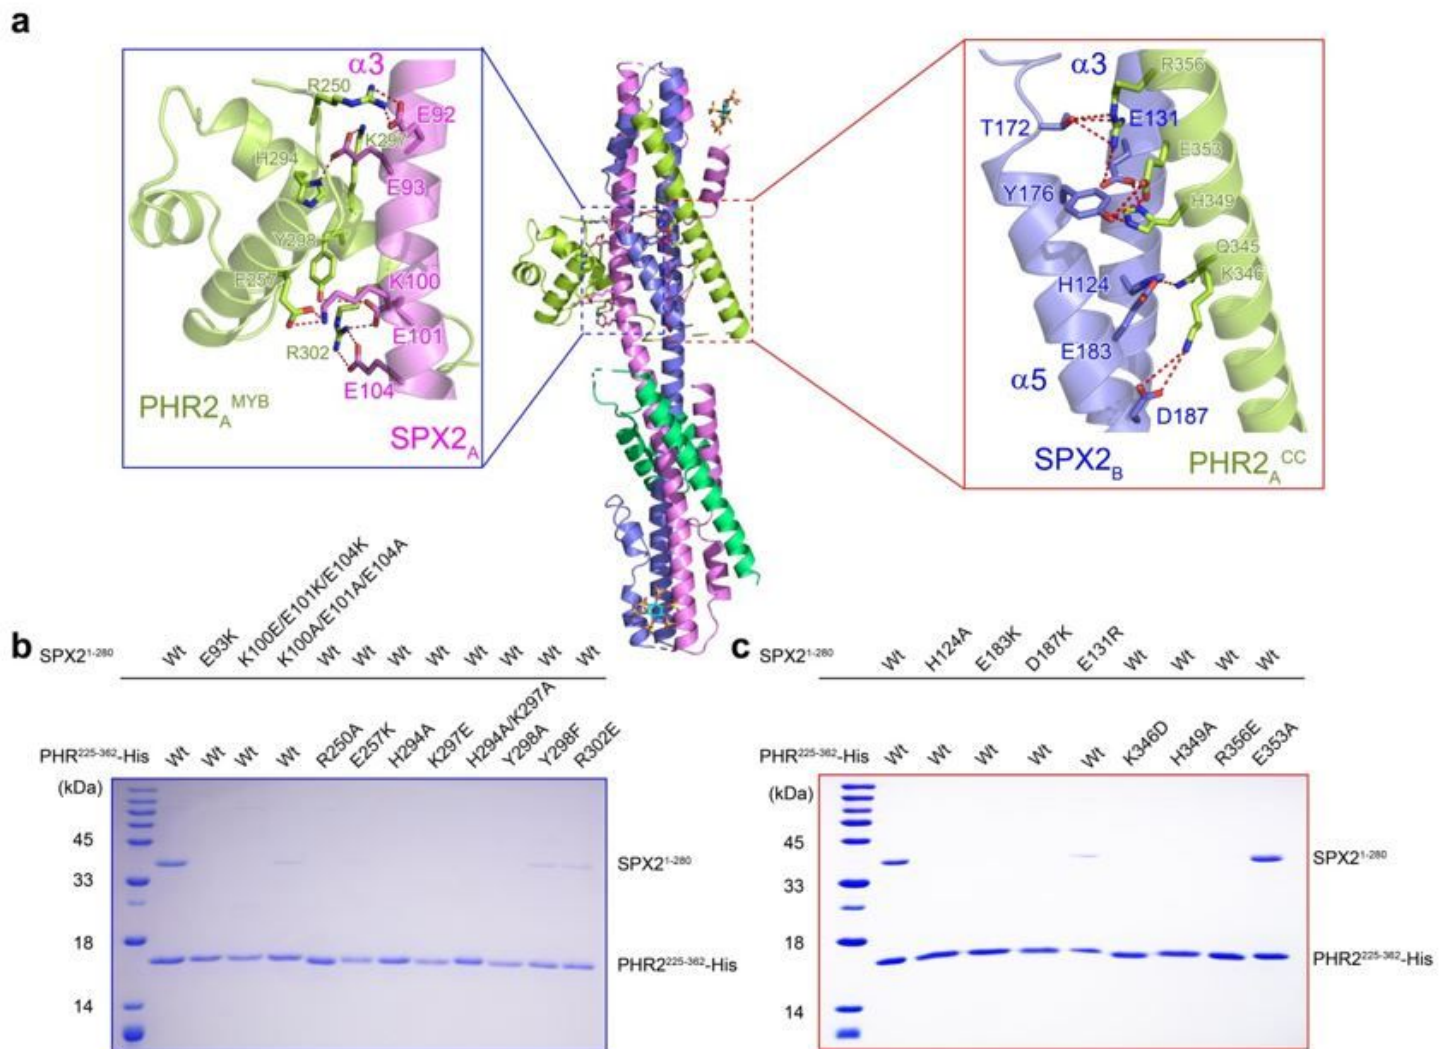 a
α3
R250
E92
K297
H294
E93
Y298
E257
K100
E101
R302
E104
PHR2A MYB
SPX2A
α3
R356
T172
E131
E353
Y176
H349
Q345
H124
K346
E183
α5
D187
SPX2B
PHR2A CC
b
SPX2¹⁻²⁸⁰
Wt
E93K
K100E/E101K/E104K
K100A/E101A/E104A
Wt
Wt
Wt
Wt
Wt
Wt
Wt
Wt
PHR²²⁵⁻³⁶²-His
Wt
Wt
Wt
Wt
R250A
E257K
H294A
K297E
H294A/K297A
Y298A
Y298F
R302E
(kDa)
45
33
18
14
SPX2¹⁻²⁸⁰
PHR2²²⁵⁻³⁶²-His
c
SPX2¹⁻²⁸⁰
Wt
H124A
E183K
D187K
E131R
Wt
Wt
Wt
Wt
PHR²²⁵⁻³⁶²-His
Wt
Wt
Wt
Wt
Wt
K346D
H349A
R356E
E353A
(kDa)
45
33
18
14
SPX2¹⁻²⁸⁰
PHR2²²⁵⁻³⁶²-His